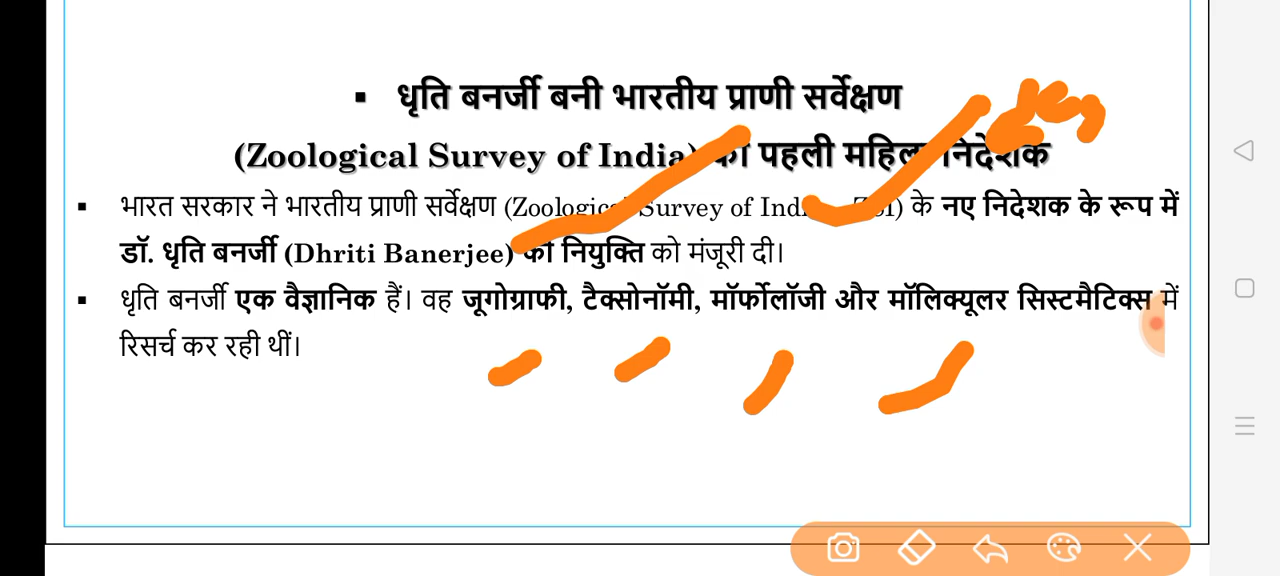 ▪ धृति बनर्जी बनी भारतीय प्राणी सर्वेक्षण
(Zoological Survey of India) की पहली महिला निदेशक
▪ भारत सरकार ने भारतीय प्राणी सर्वेक्षण (Zoological Survey of India - ZSI) के नए निदेशक के रूप में
डॉ. धृति बनर्जी (Dhriti Banerjee) की नियुक्ति को मंजूरी दी।
▪ धृति बनर्जी एक वैज्ञानिक हैं। वह जूगोग्राफी, टैक्सोनॉमी, मॉर्फोलॉजी और मॉलिक्यूलर सिस्टमैटिक्स में
रिसर्च कर रही थीं।